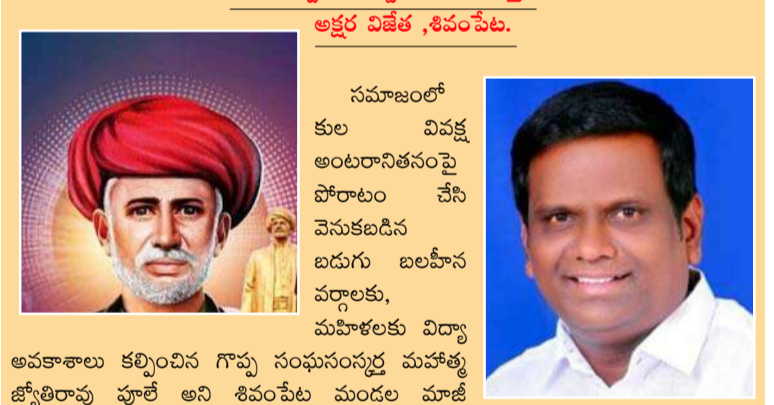 అక్షర విజేత ,శివంపేట.
సమాజంలో
కుల వివక్ష
అంటరానితనంపై
పోరాటం చేసి
వెనుకబడిన
బడుగు బలహీన
వర్గాలకు,
మహిళలకు విద్యా
అవకాశాలు కల్పించిన గొప్ప సంఘసంస్కర్త మహాత్మ
జ్యోతిరావు పూలే అని శివంపేట మండల మాజీ